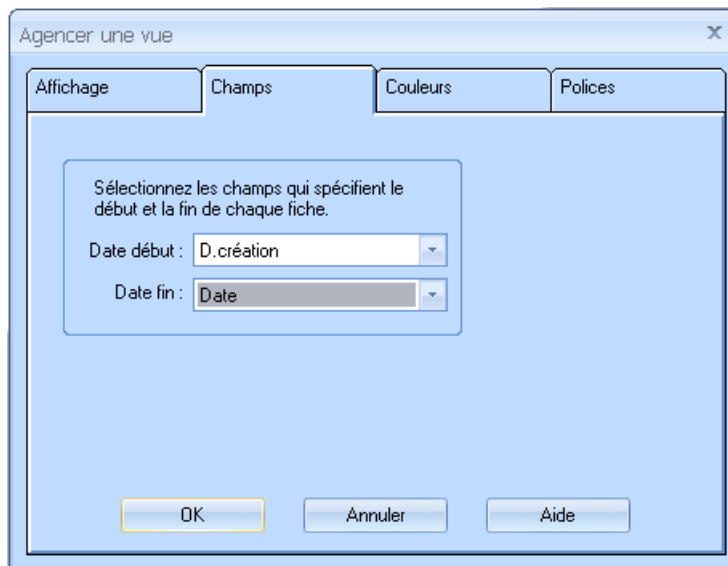 Agencer une vue
Affichage Champs Couleurs Polices
Sélectionnez les champs qui spécifient le
début et la fin de chaque fiche.
Date début : D.création
Date fin : Date
OK Annuler Aide